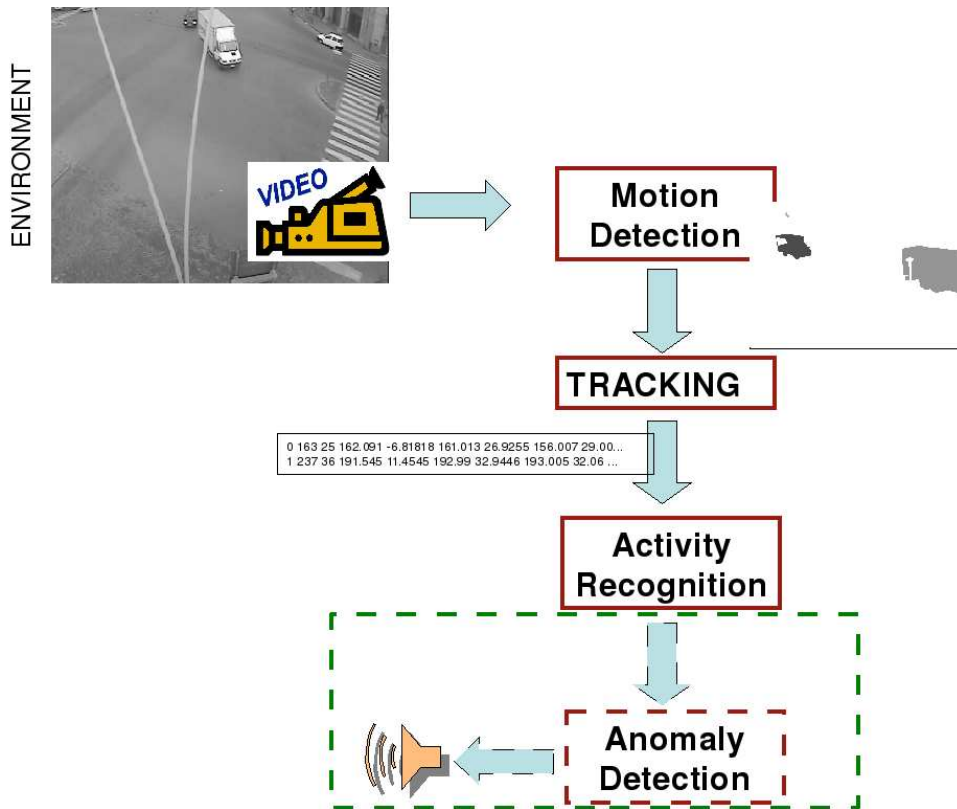 ENVIRONMENT
VIDEO
Motion
Detection
TRACKING
0 163 25 162.091 -6.81818 161.013 26.9255 156.007 29.00...
1 237 36 191.545 11.4545 192.99 32.9446 193.005 32.06 ...
Activity
Recognition
Anomaly
Detection